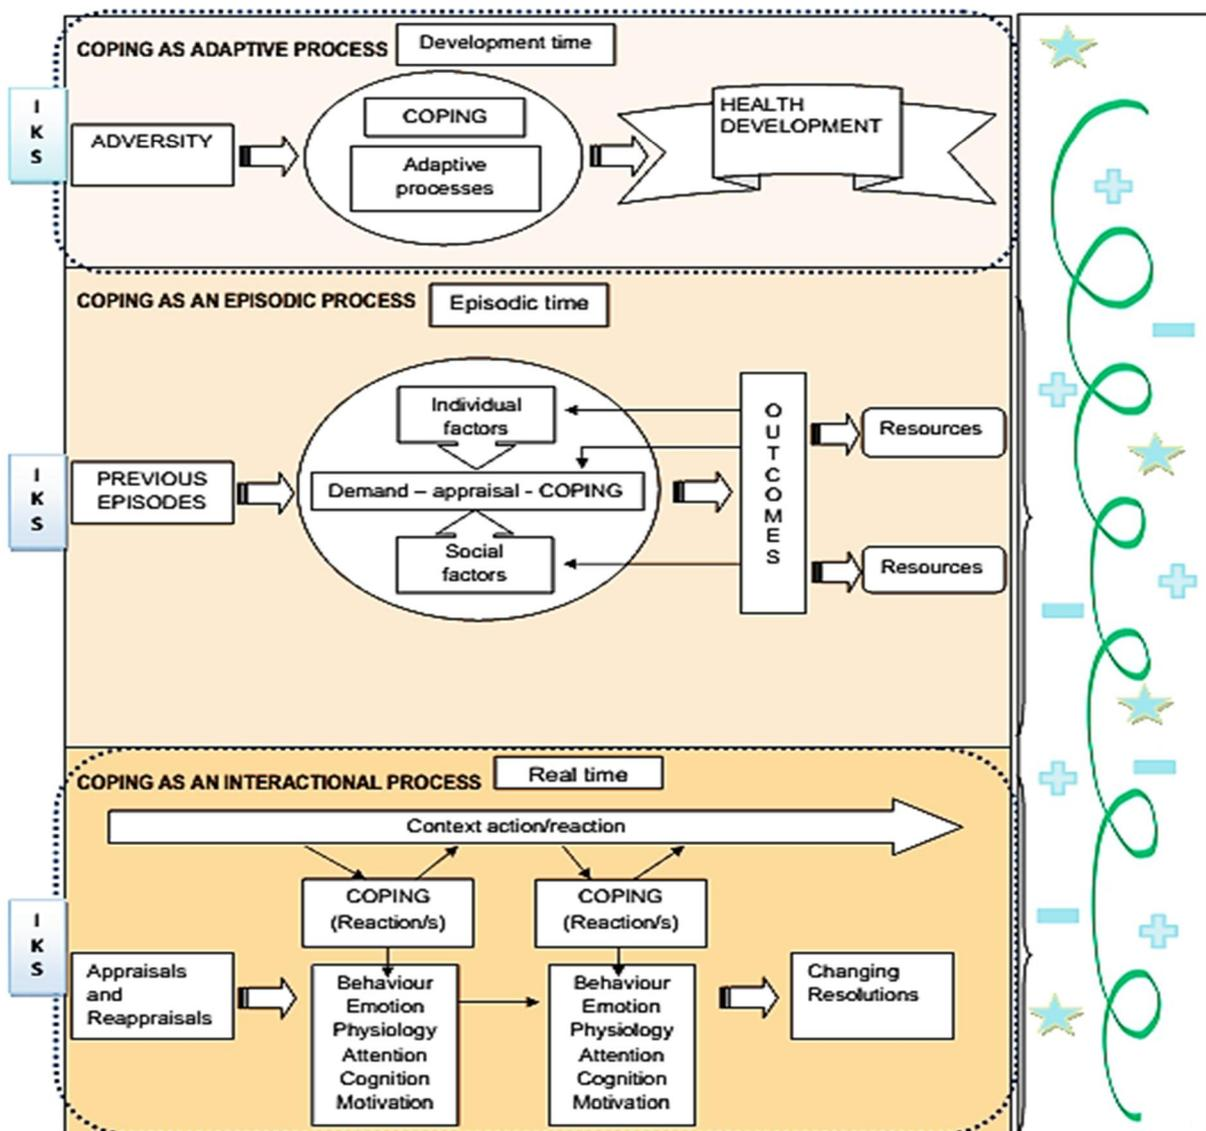 COPING AS ADAPTIVE PROCESS
Development time
I
K
S
ADVERSITY
COPING
Adaptive
processes
HEALTH
DEVELOPMENT
COPING AS AN EPISODIC PROCESS
Episodic time
I
K
S
PREVIOUS
EPISODES
Individual
factors
Demand – appraisal - COPING
Social
factors
O
U
T
C
O
M
E
S
Resources
Resources
COPING AS AN INTERACTIONAL PROCESS
Real time
Context action/reaction
I
K
S
COPING
(Reaction/s)
COPING
(Reaction/s)
Appraisals
and
Reappraisals
Behaviour
Emotion
Physiology
Attention
Cognition
Motivation
Behaviour
Emotion
Physiology
Attention
Cognition
Motivation
Changing
Resolutions